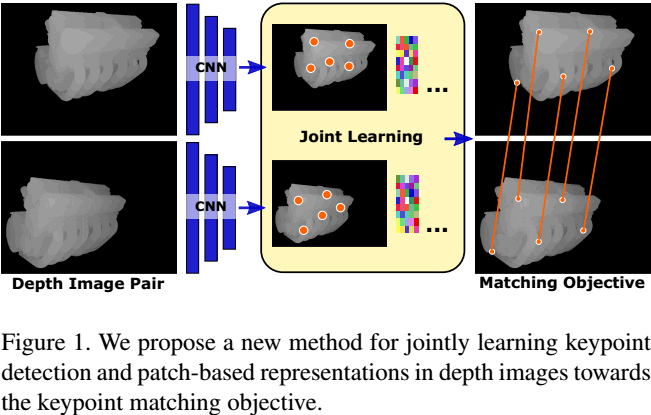 CNN
Joint Learning
...
CNN
...
Depth Image Pair
Matching Objective
Figure 1. We propose a new method for jointly learning keypoint
detection and patch-based representations in depth images towards
the keypoint matching objective.